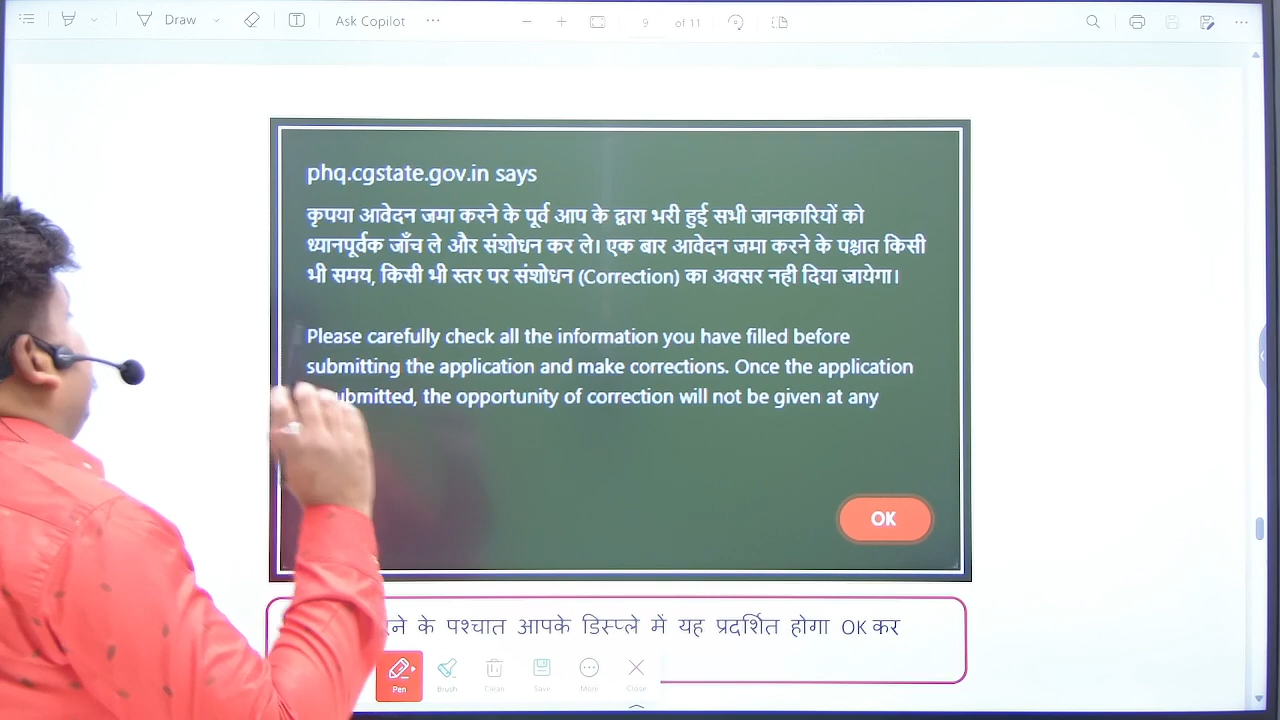 Draw
Ask Copilot
9 of 11
phq.cgstate.gov.in says
कृपया आवेदन जमा करने के पूर्व आप के द्वारा भरी हुई सभी जानकारियों को
ध्यानपूर्वक जाँच ले और संशोधन कर ले। एक बार आवेदन जमा करने के पश्चात किसी
भी समय, किसी भी स्तर पर संशोधन (Correction) का अवसर नही दिया जायेगा।
Please carefully check all the information you have filled before
submitting the application and make corrections. Once the application
the opportunity of correction will not be given at any
OK
के पश्चात आपके डिस्प्ले में यह प्रदर्शित होगा OK कर
Pen
Brush
Clean
Save
More
Close